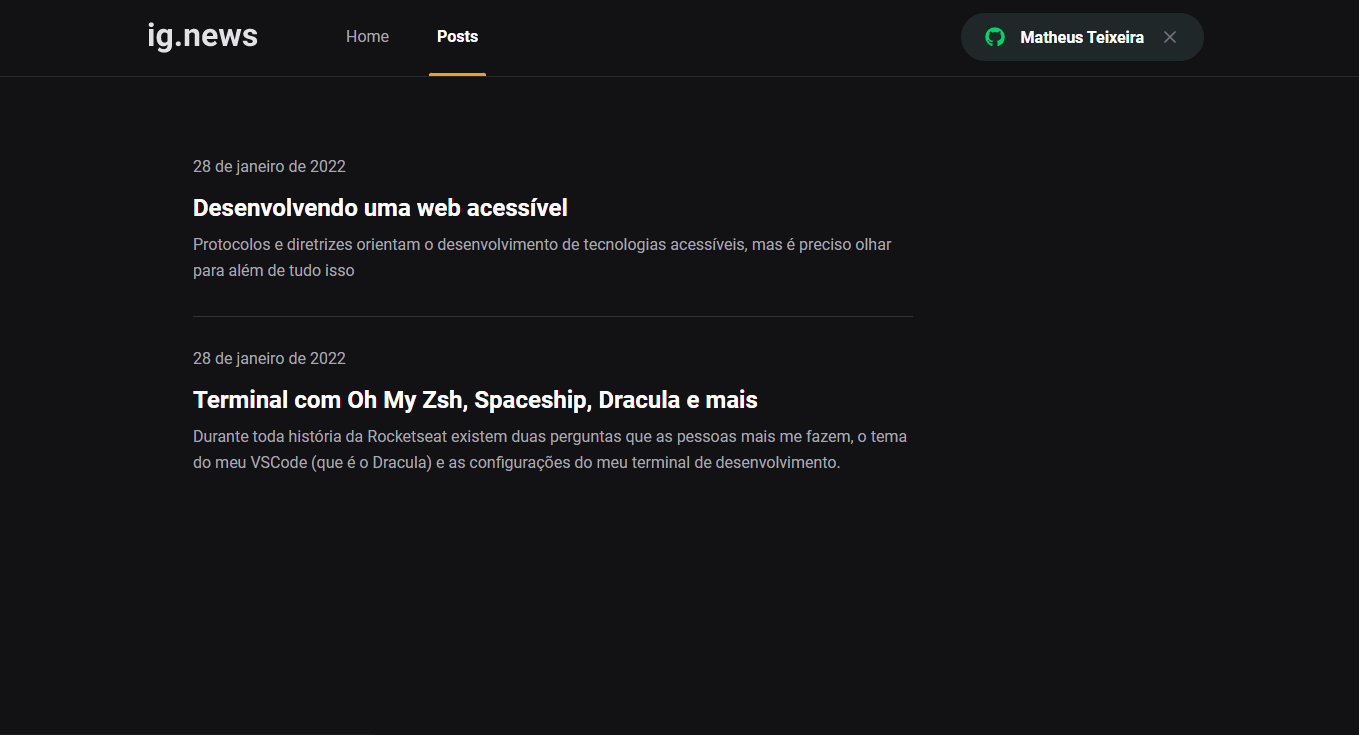 ig.news
Home
Posts
Matheus Teixeira
28 de janeiro de 2022
Desenvolvendo uma web acessível
Protocolos e diretrizes orientam o desenvolvimento de tecnologias acessíveis, mas é preciso olhar
para além de tudo isso
28 de janeiro de 2022
Terminal com Oh My Zsh, Spaceship, Dracula e mais
Durante toda história da Rocketseat existem duas perguntas que as pessoas mais me fazem, o tema
do meu VSCode (que é o Dracula) e as configurações do meu terminal de desenvolvimento.